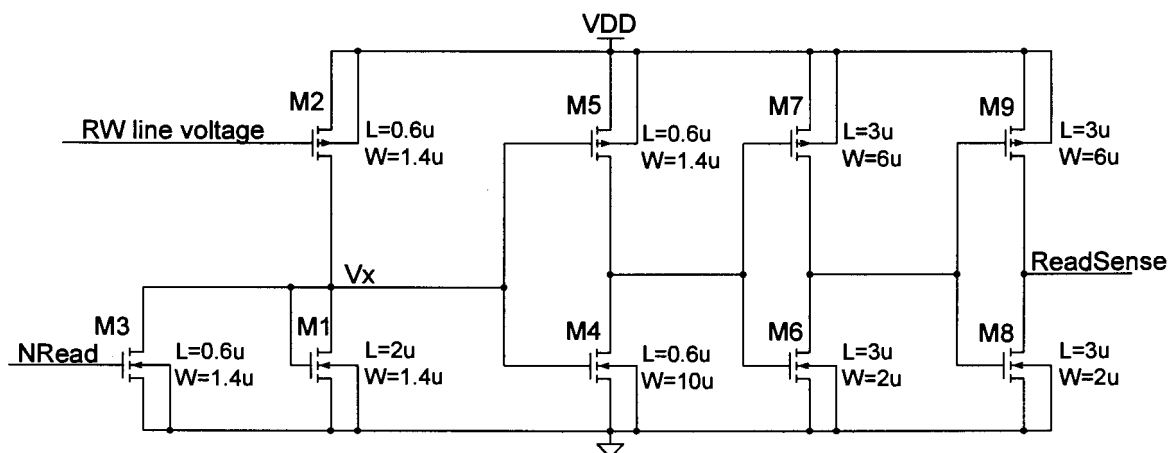 VDD
M2
RW line voltage
L=0.6u
W=1.4u
M5
L=0.6u
W=1.4u
M7
L=3u
W=6u
M9
L=3u
W=6u
Vx
ReadSense
M3
NRead
L=0.6u
W=1.4u
M1
L=2u
W=1.4u
M4
L=0.6u
W=10u
M6
L=3u
W=2u
M8
L=3u
W=2u